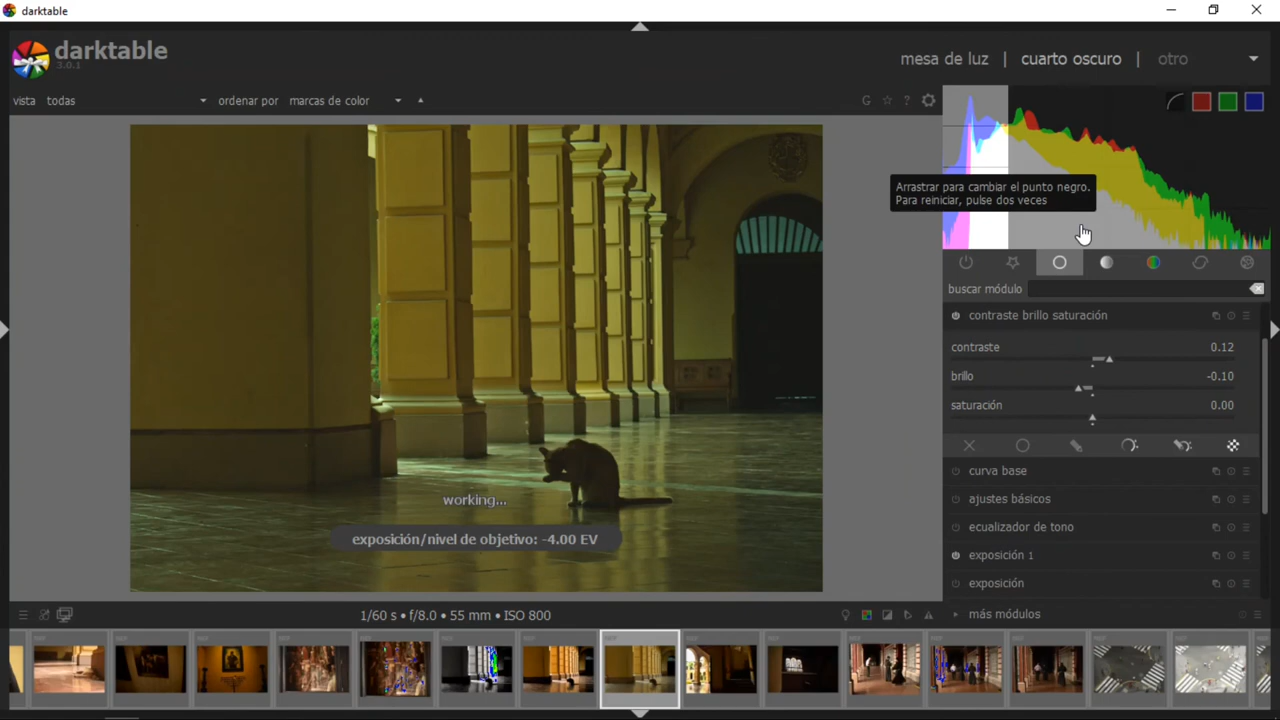 darktable
darktable
3.0.1
mesa de luz | cuarto oscuro | otro
vista todas ordenar por marcas de color
G ☆ ?
Arrastrar para cambiar el punto negro.
Para reiniciar, pulse dos veces
buscar módulo
contraste brillo saturación
contraste 0.12
brillo -0.10
saturación 0.00
curva base
ajustes básicos
ecualizador de tono
exposición 1
exposición
más módulos
working...
exposición/nivel de objetivo: -4.00 EV
1/60 s • f/8.0 • 55 mm • ISO 800